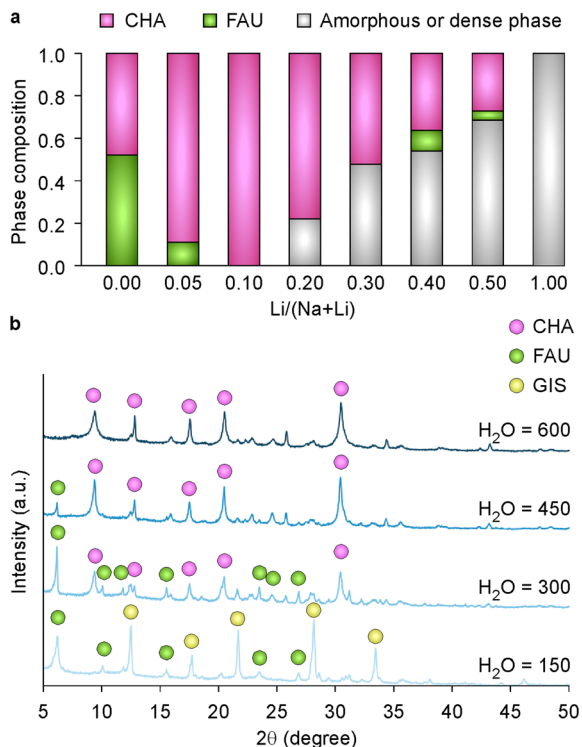 a
CHA FAU Amorphous or dense phase
Phase composition
1.0
0.8
0.6
0.4
0.2
0.0
0.00 0.05 0.10 0.20 0.30 0.40 0.50 1.00
Li/(Na+Li)
b
CHA
FAU
GIS
Intensity (a.u.)
H₂O = 600
H₂O = 450
H₂O = 300
H₂O = 150
5 10 15 20 25 30 35 40 45 50
2θ (degree)